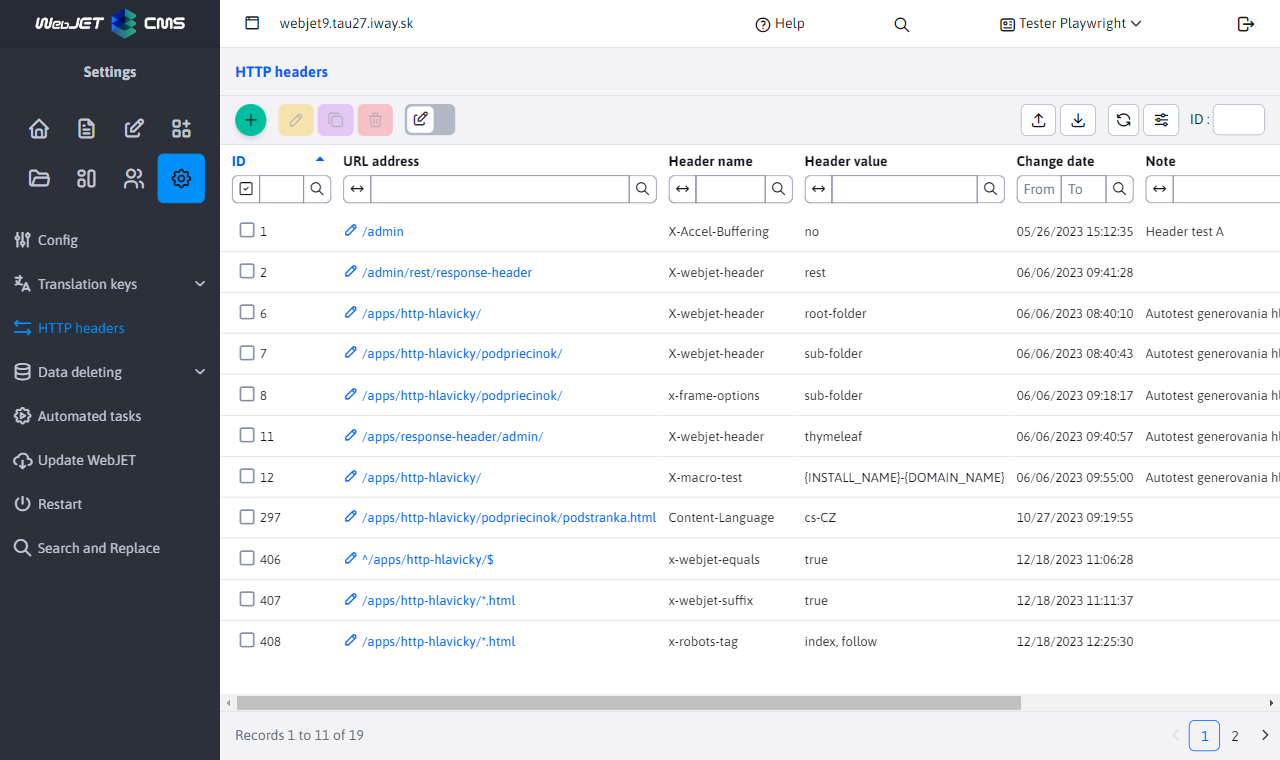 WebJET CMS
webjet9.tau27.iway.sk
Help
Tester Playwright
Settings
HTTP headers
ID :
ID
URL address
Header name
Header value
Change date
Note
From
To
1 /admin X-Accel-Buffering no 05/26/2023 15:12:35 Header test A
2 /admin/rest/response-header X-webjet-header rest 06/06/2023 09:41:28
6 /apps/http-hlavicky/ X-webjet-header root-folder 06/06/2023 08:40:10 Autotest generovania hl
7 /apps/http-hlavicky/podpriecinok/ X-webjet-header sub-folder 06/06/2023 08:40:43 Autotest generovania hl
8 /apps/http-hlavicky/podpriecinok/ x-frame-options sub-folder 06/06/2023 09:18:17 Autotest generovania hl
11 /apps/response-header/admin/ X-webjet-header thymeleaf 06/06/2023 09:40:57 Autotest generovania hl
12 /apps/http-hlavicky/ X-macro-test {INSTALL_NAME}-{DOMAIN_NAME} 06/06/2023 09:55:00 Autotest generovania hl
297 /apps/http-hlavicky/podpriecinok/podstranka.html Content-Language cs-CZ 10/27/2023 09:19:55
406 ^/apps/http-hlavicky/$ x-webjet-equals true 12/18/2023 11:06:28
407 /apps/http-hlavicky/*.html x-webjet-suffix true 12/18/2023 11:11:37
408 /apps/http-hlavicky/*.html x-robots-tag index, follow 12/18/2023 12:25:30
Config
Translation keys
HTTP headers
Data deleting
Automated tasks
Update WebJET
Restart
Search and Replace
Records 1 to 11 of 19
1 2